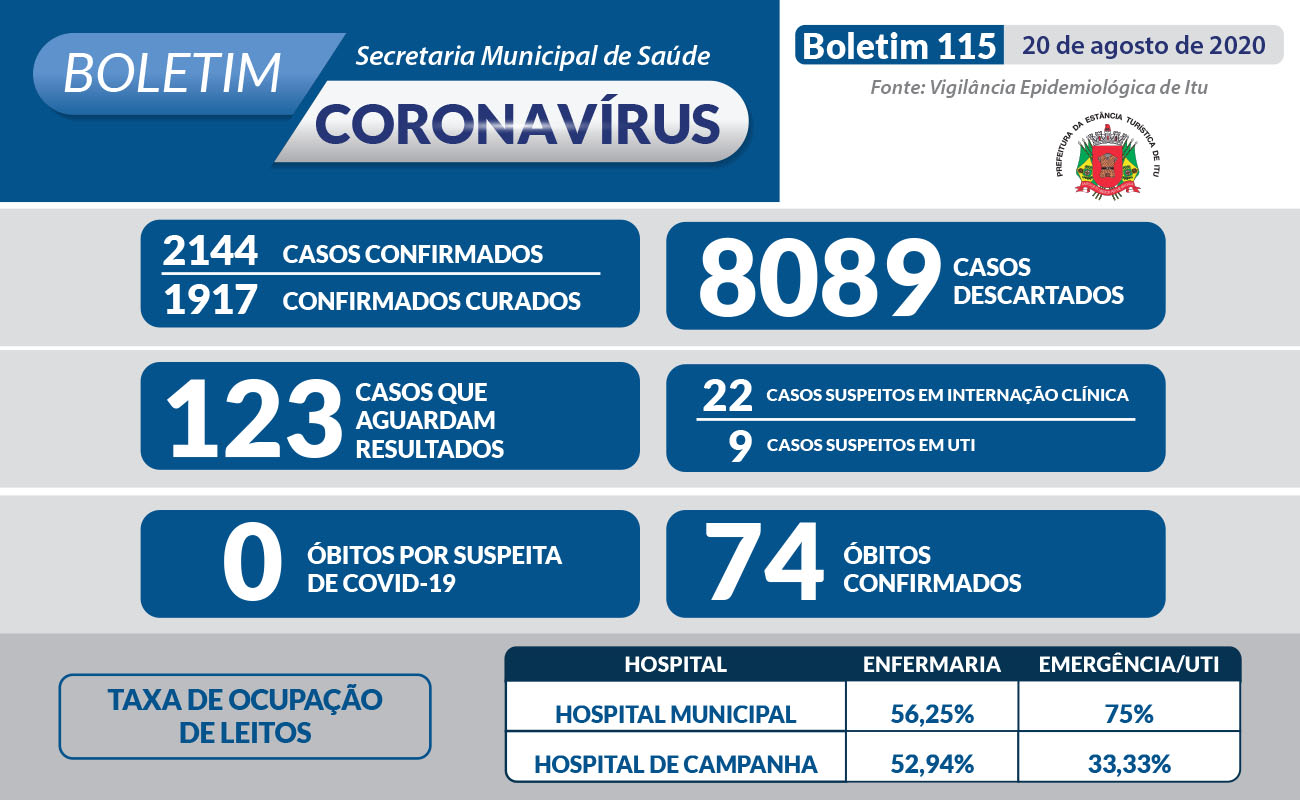 BOLETIM
Secretaria Municipal de Saúde
CORONAVÍRUS
Boletim 115
20 de agosto de 2020
Fonte: Vigilância Epidemiológica de Itu
PREFEITURA DA ESTÂNCIA TURÍSTICA DE ITU
2144 CASOS CONFIRMADOS
1917 CONFIRMADOS CURADOS
8089 CASOS
DESCARTADOS
123 CASOS QUE
AGUARDAM
RESULTADOS
22 CASOS SUSPEITOS EM INTERNAÇÃO CLÍNICA
9 CASOS SUSPEITOS EM UTI
0 ÓBITOS POR SUSPEITA
DE COVID-19
74 ÓBITOS
CONFIRMADOS
TAXA DE OCUPAÇÃO
DE LEITOS
HOSPITAL ENFERMARIA EMERGÊNCIA/UTI
HOSPITAL MUNICIPAL 56,25% 75%
HOSPITAL DE CAMPANHA 52,94% 33,33%